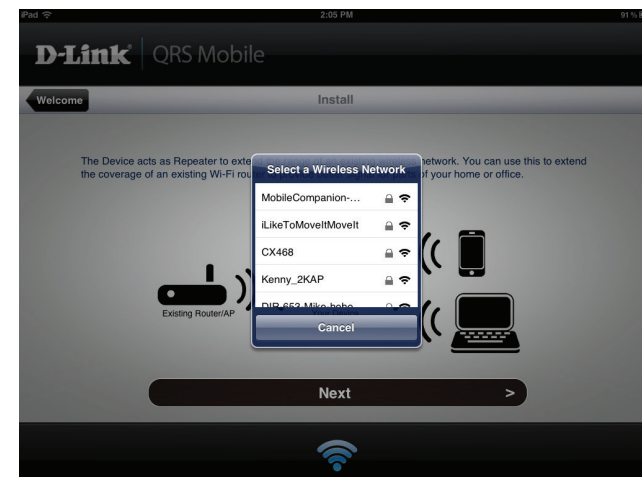 iPad 2:05 PM 91%
D-Link QRS Mobile
Welcome Install
The Device acts as Repeater to exte network. You can use this to extend
the coverage of an existing Wi-Fi rou of your home or office.
Select a Wireless Network
MobileCompanion-...
iLikeToMoveItMoveIt
CX468
Kenny_2KAP
Existing Router/AP
Cancel
Next >